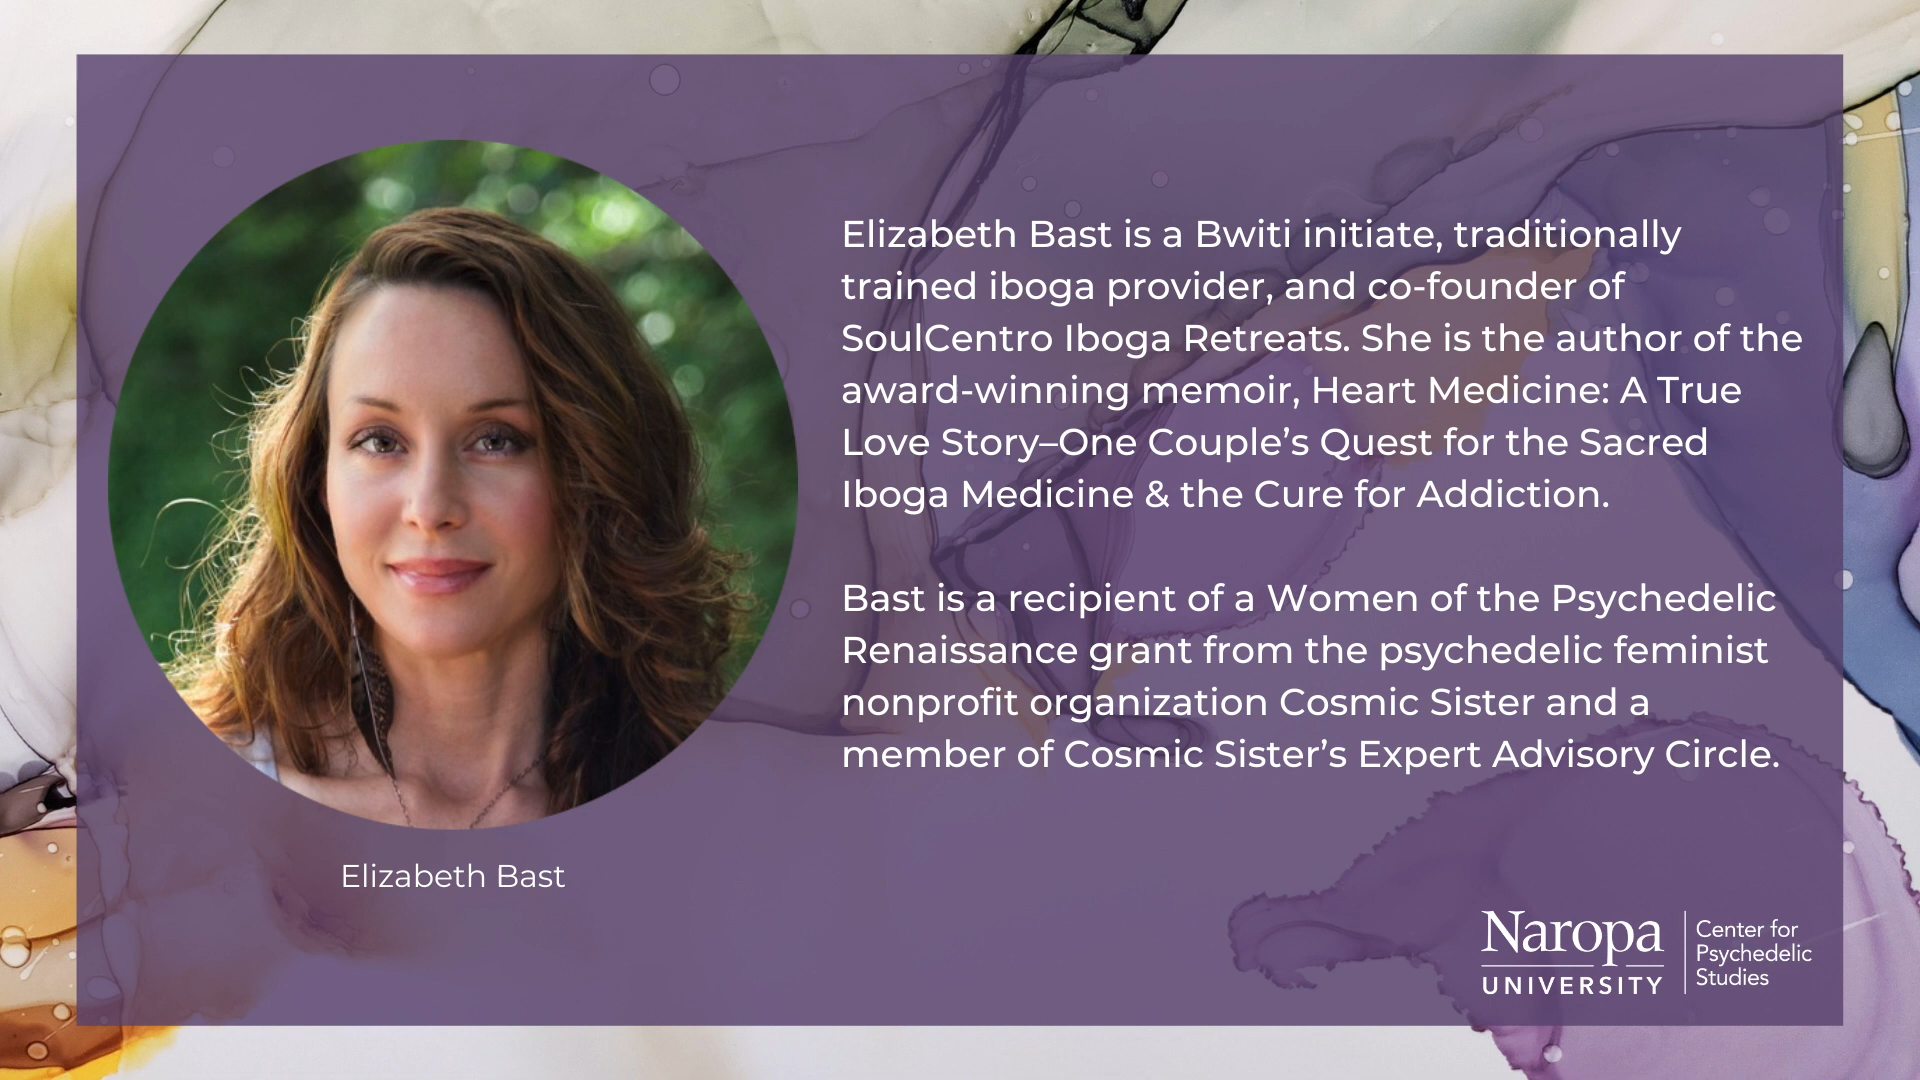 Elizabeth Bast is a Bwiti initiate, traditionally
trained iboga provider, and co-founder of
SoulCentro Iboga Retreats. She is the author of the
award-winning memoir, Heart Medicine: A True
Love Story–One Couple’s Quest for the Sacred
Iboga Medicine & the Cure for Addiction.
Bast is a recipient of a Women of the Psychedelic
Renaissance grant from the psychedelic feminist
nonprofit organization Cosmic Sister and a
member of Cosmic Sister’s Expert Advisory Circle.
Elizabeth Bast
Naropa
UNIVERSITY
Center for
Psychedelic
Studies